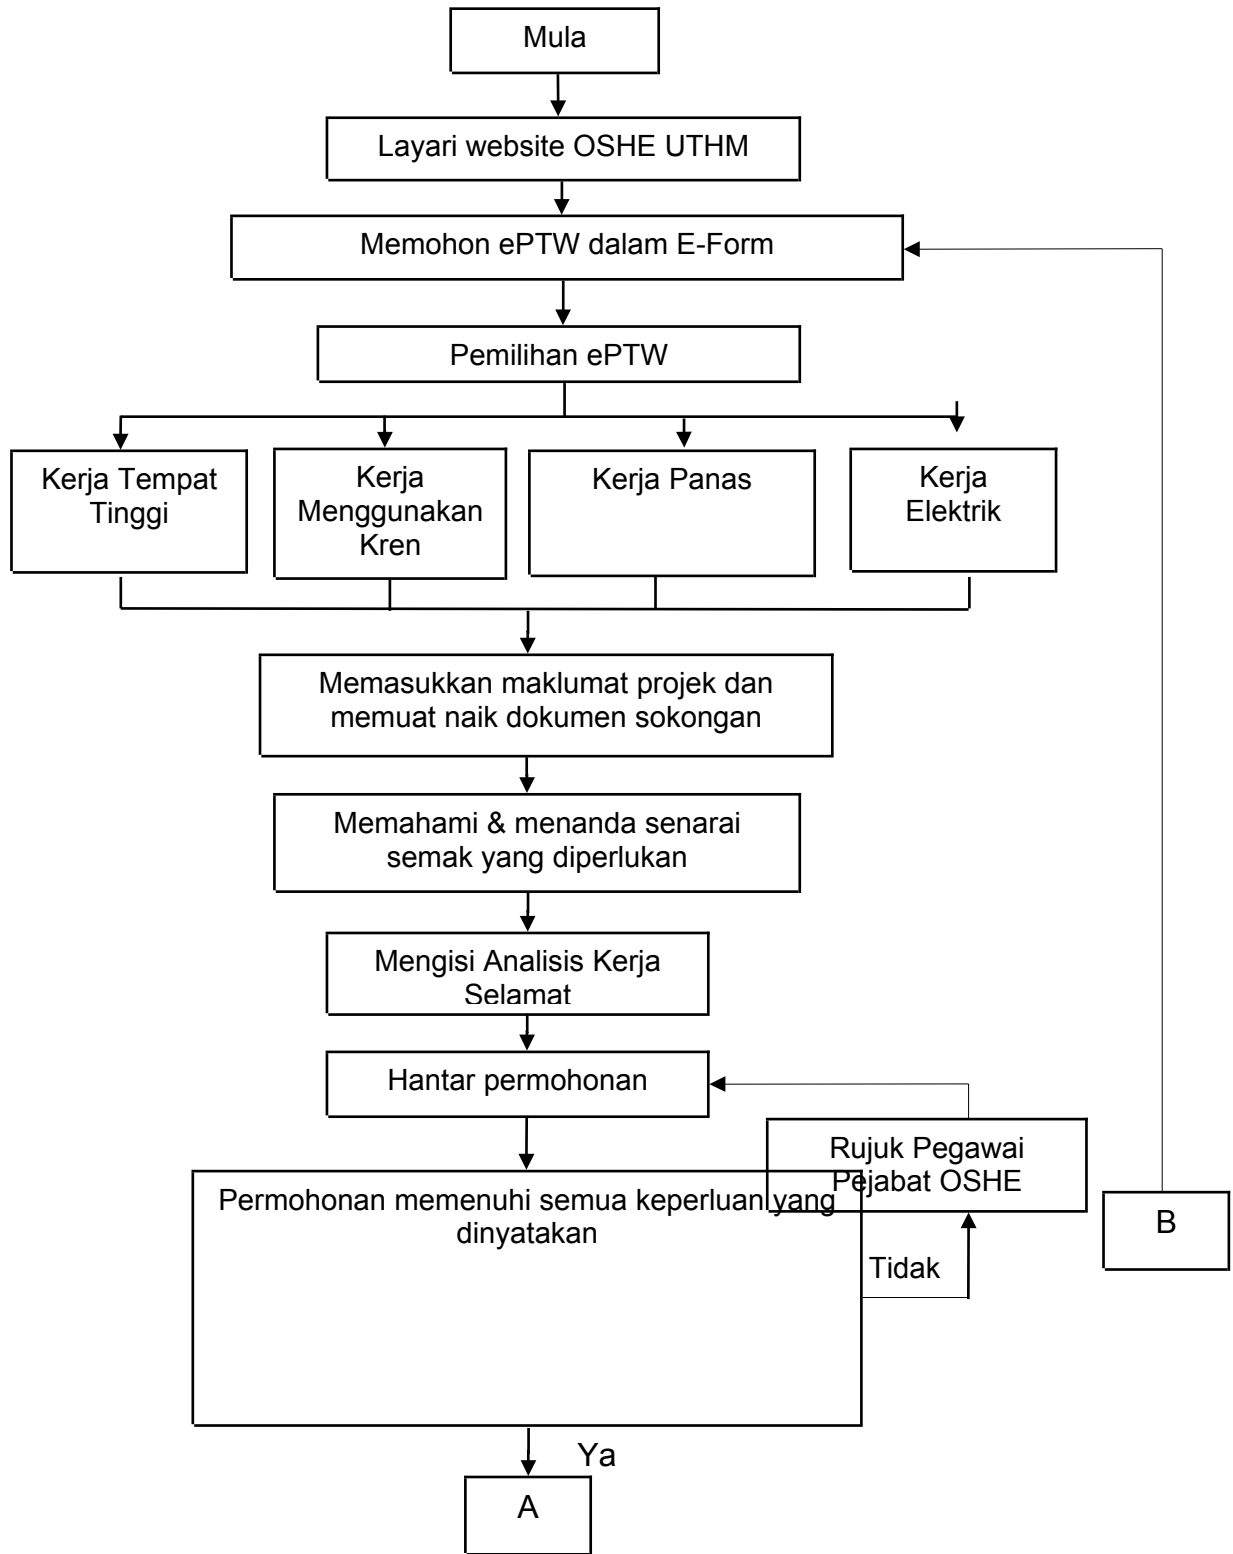 Mula
Layari website OSHE UTHM
Memohon ePTW dalam E-Form
Pemilihan ePTW
Kerja Tempat
Tinggi
Kerja
Menggunakan
Kren
Kerja Panas
Kerja
Elektrik
Memasukkan maklumat projek dan
memuat naik dokumen sokongan
Memahami & menanda senarai
semak yang diperlukan
Mengisi Analisis Kerja
Selamat
Hantar permohonan
Rujuk Pegawai
Pejabat OSHE
Permohonan memenuhi semua keperluan yang
dinyatakan
B
Tidak
Ya
A